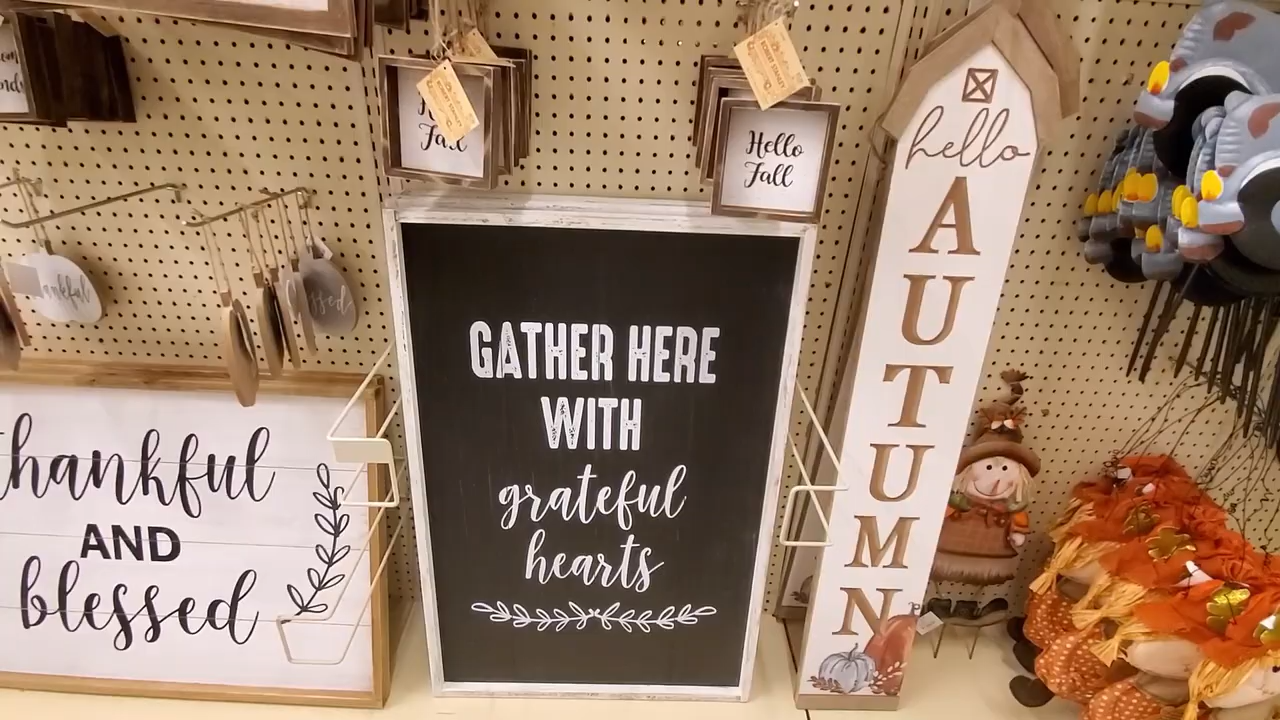 Hello
Fall
hello
AUTUMN
GATHER HERE
WITH
grateful
hearts
thankful
AND
blessed